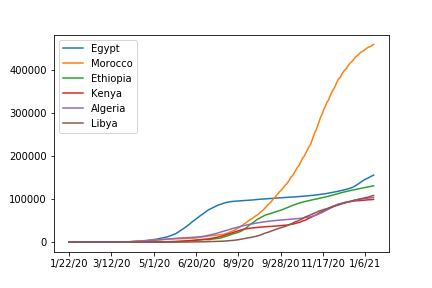 Egypt
Morocco
Ethiopia
Kenya
Algeria
Libya
400000
300000
200000
100000
0
1/22/20 3/12/20 5/1/20 6/20/20 8/9/20 9/28/20 11/17/20 1/6/21